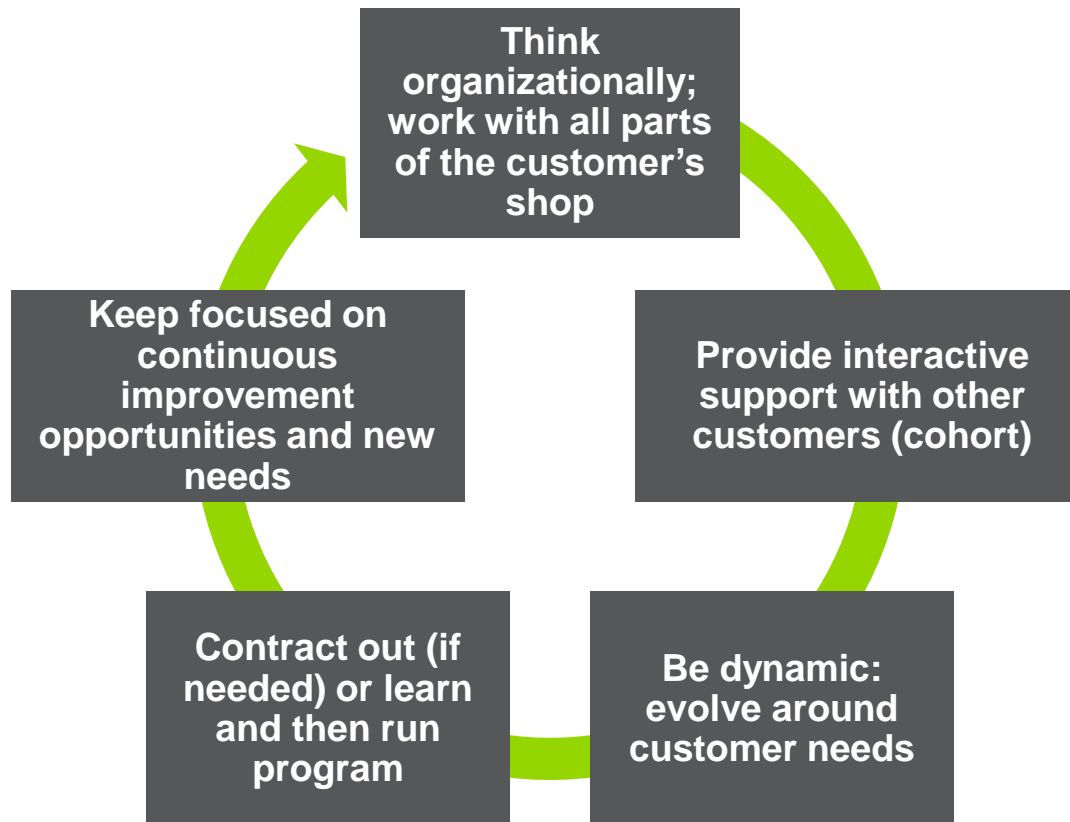 Think
organizationally;
work with all parts
of the customer’s
shop
Provide interactive
support with other
customers (cohort)
Be dynamic:
evolve around
customer needs
Contract out (if
needed) or learn
and then run
program
Keep focused on
continuous
improvement
opportunities and new
needs